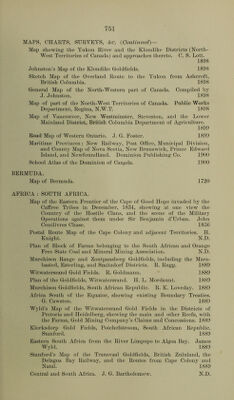 751
MAPS, CHARTS, SURVEYS, &c. (Continued)—
Map showing the Yukon River and the Klondike Districts (North-
West Territories of Canada) and approaches thereto. C. S. Lott.
1898
Johnston's Map of the Klondike Goldfields. 1898
Sketch Map of the Overland Route to the Yukon from Ashcroft,
British Columbia. 1898
General Map of the North-Western part of Canada. Compiled by
J. Johnston. 1898
Map of part of the North-West Territories of Canada. Public Works
Department, Regina, N.W.T. 1898
Map of Vancouver, New Westminster, Saveston, and the Lower
Mainland District, British Columbia Department of Agriculture.
1899
Road Map of Western Ontario. J. G. Foster. 1899
Maritime Provinces: New Railway, Post Office, Municipal Division,
and County Map of Nova Scotia, New Brunswick, Prince Edward
Island, and Newfoundland. Dominion Publishing Co. 1900
School Atlas of the Dominion of Canada. 1900
BERMUDA.
Map of Bermuda. 1720
AFRICA: SOUTH AFRICA.
Map of the Eastern Frontier of the Cape of Good Hope invaded by the
Caffree Tribes in December, 1834, showing at one view the
Country of the Hostile Clans, and the scene of the Military
Operations against them under Sir Benjamin d'Urban. John
Centlivres Chase. 1836
Postal Route Map of the Cape Colony and adjacent Territories. H.
Knight. N.D.
Plan of Block of Farms belonging to the South African and Orange
Free State Coal and Mineral Mining Association. N.D.
Murchison Range and Zoutpansberg Goldfields, including the Mara-
bastad, Eersteling, and Smitsdorf Districts. H. Rogg. 1889
Witwatersrand Gold Fields. R. Goldmann. 1889
Plan of the Goldfields, Witwatersrand. H. L. Merchent. 1889
Murchison Goldfields, South African Republic. R. K. Loveday. 1889
Africa South of the Equator, showing existing Boundary Treaties.
G. Cawston. 1889
Wyld's Map of the Witwatersrand Gold Fields in the Districts of
Pretoria and Heidelberg, showing the main and other Reefs, with
the Farms, Gold Mining Company's Claims and Concessions. 1889
Klerksdorp Gold Fields, Potchefstroom, South African Republic.
Stanford. 1889
Eastern South Africa from the River Limpopo to Algoa Bay. James
Wyld. 1889
Stanford's Map of the Transvaal Goldfields, British Zululand, the
Delagoa Bay Railway, and the Routes from Cape Colony and
Natal. 1889
Central and South Africa. J. G. Bartholomew. N.D.